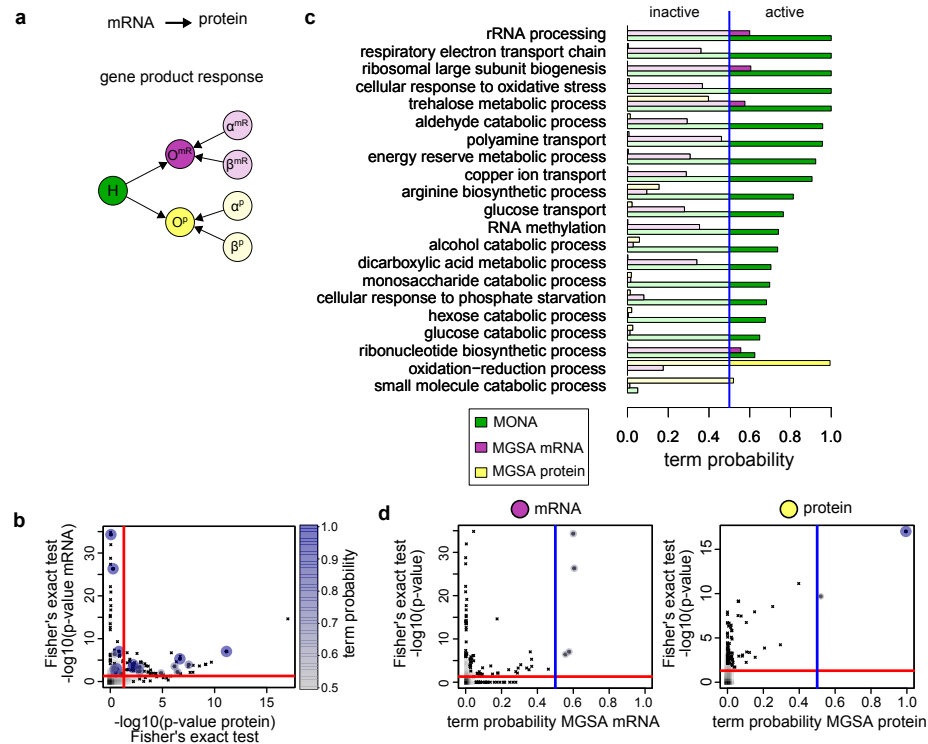 a
mRNA → protein
gene product response
H
O^mR
O^p
α^mR
β^mR
α^p
β^p
c
inactive
active
rRNA processing
respiratory electron transport chain
ribosomal large subunit biogenesis
cellular response to oxidative stress
trehalose metabolic process
aldehyde catabolic process
polyamine transport
energy reserve metabolic process
copper ion transport
arginine biosynthetic process
glucose transport
RNA methylation
alcohol catabolic process
dicarboxylic acid metabolic process
monosaccharide catabolic process
cellular response to phosphate starvation
hexose catabolic process
glucose catabolic process
ribonucleotide biosynthetic process
oxidation−reduction process
small molecule catabolic process
0.0 0.2 0.4 0.6 0.8 1.0
term probability
MONA
MGSA mRNA
MGSA protein
b
Fisher's exact test
-log10(p-value mRNA)
0 10 20 30
0 5 10 15
-log10(p-value protein)
Fisher's exact test
1.0
0.9
0.8
0.7
0.6
0.5
term probability
d
mRNA
Fisher's exact test
-log10(p-value)
0 10 20 30
0.0 0.2 0.4 0.6 0.8 1.0
term probability MGSA mRNA
protein
Fisher's exact test
-log10(p-value)
0 5 10 15
0.0 0.2 0.4 0.6 0.8 1.0
term probability MGSA protein